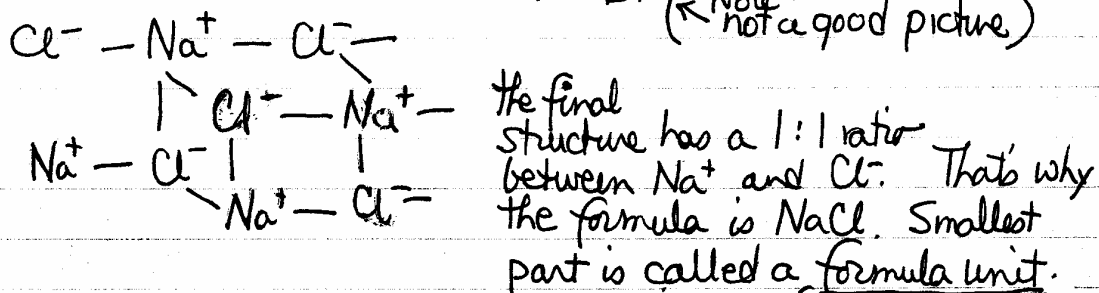 (↖ Note
not a good picture)
Cl⁻ — Na⁺ — Cl⁻ —
Cl⁻ — Na⁺ —
Na⁺ — Cl⁻
Na⁺ — Cl⁻ —
the final
structure has a 1:1 ratio
between Na⁺ and Cl⁻. That's why
the formula is NaCl. Smallest
part is called a formula unit.